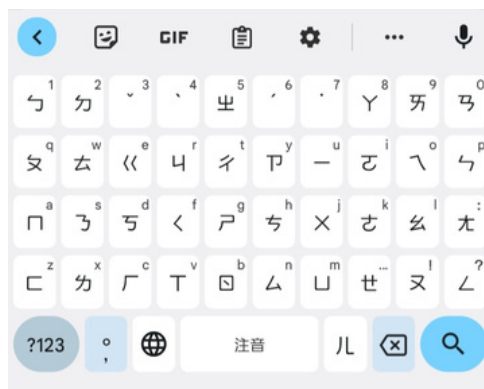 GIF
ㄅ 1 ㄉ 2 ˇ 3 ˋ 4 ㄓ 5 ˊ 6 ˙ 7 ㄚ 8 ㄞ 9 ㄢ 0
ㄆ q ㄊ w ㄍ e ㄐ r ㄔ t ㄗ y ㄧ u ㄛ i ㄟ o ㄣ p
ㄇ a ㄋ s ㄎ d ㄑ f ㄕ g ㄘ h ㄨ j ㄜ k ㄠ l ㄤ :
ㄈ z ㄌ x ㄏ c ㄒ v ㄖ b ㄙ n ㄩ m ㄝ … ㄡ ! ㄥ ?
?123 。 , 注音 ㄦ